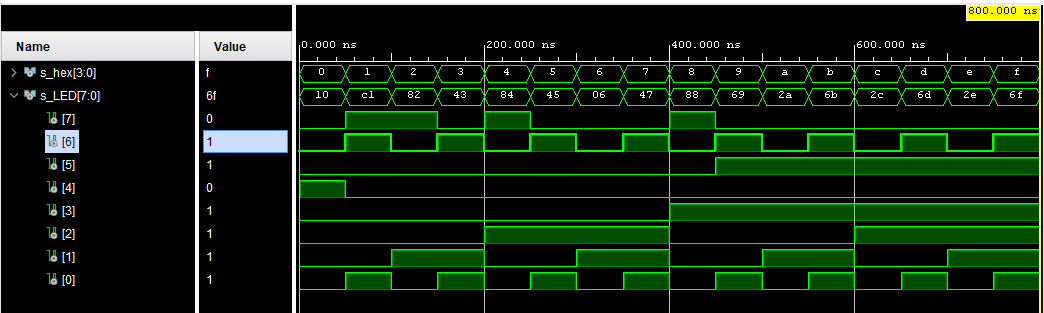 800.000 ns
Name Value
0.000 ns 200.000 ns 400.000 ns 600.000 ns
s_hex[3:0] f 0 1 2 3 4 5 6 7 8 9 a b c d e f
s_LED[7:0] 6f 10 c1 82 43 84 45 06 47 88 69 2a 6b 2c 6d 2e 6f
[7] 0
[6] 1
[5] 1
[4] 0
[3] 1
[2] 1
[1] 1
[0] 1